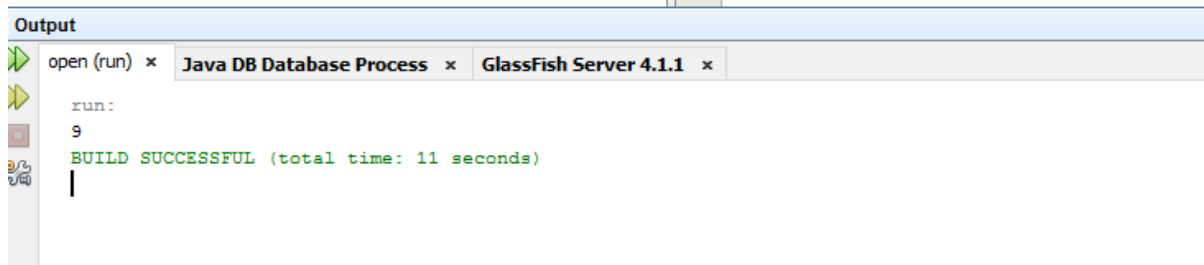 Output
open (run) × Java DB Database Process × GlassFish Server 4.1.1 ×
run:
9
BUILD SUCCESSFUL (total time: 11 seconds)